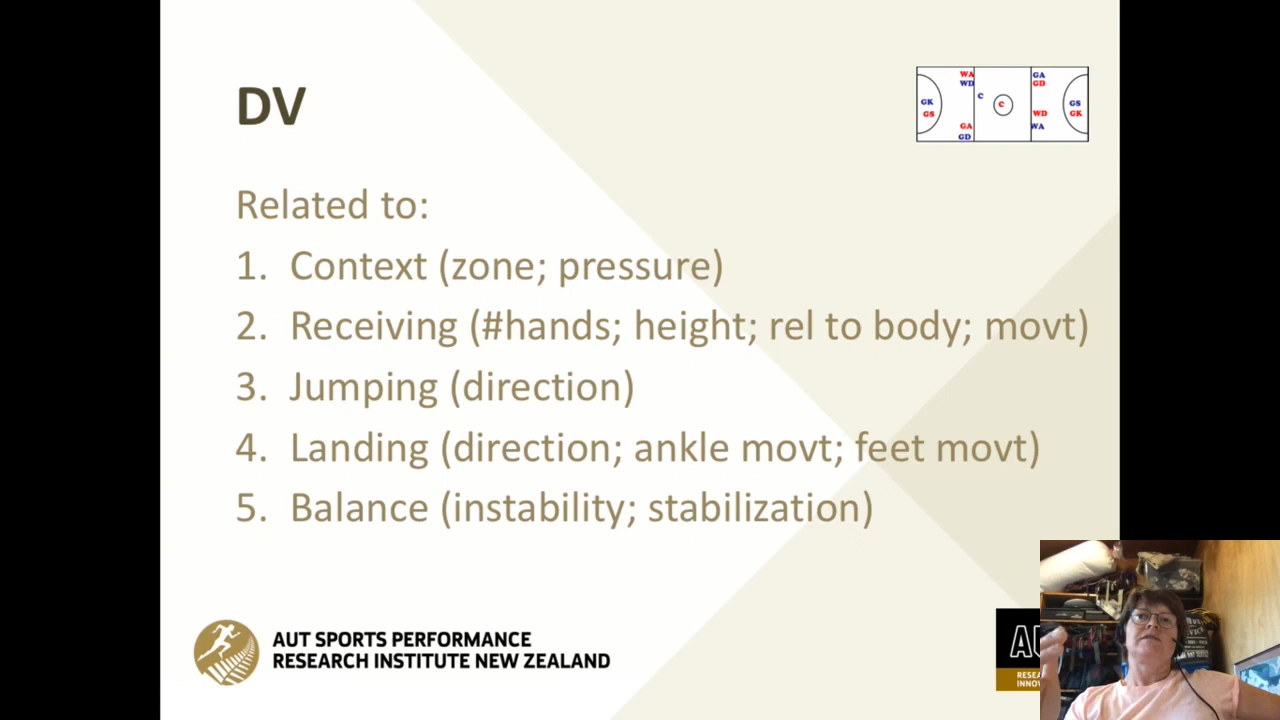 DV
WA
WD
GA
GD
C
C
GK
GS
GS
GK
WD
WA
GA
GD
Related to:
1. Context (zone; pressure)
2. Receiving (#hands; height; rel to body; movt)
3. Jumping (direction)
4. Landing (direction; ankle movt; feet movt)
5. Balance (instability; stabilization)
AUT SPORTS PERFORMANCE
RESEARCH INSTITUTE NEW ZEALAND